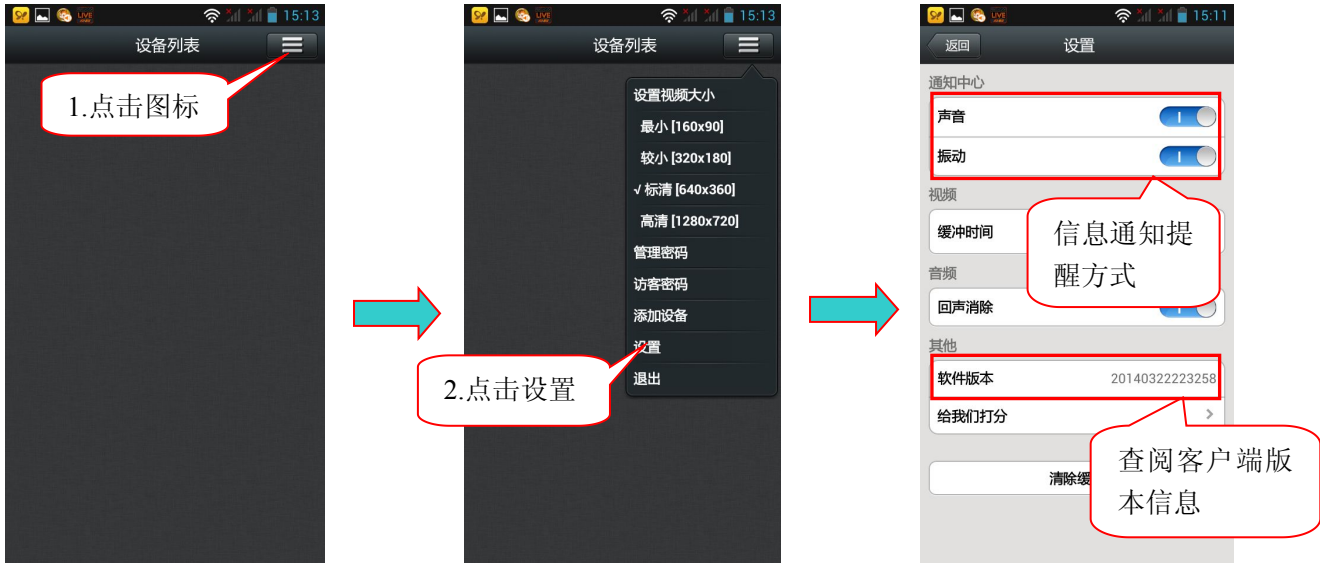 15:13
设备列表
1.点击图标
15:13
设备列表
设置视频大小
最小 [160x90]
较小 [320x180]
√ 标清 [640x360]
高清 [1280x720]
管理密码
访客密码
添加设备
设置
退出
2.点击设置
15:11
返回
设置
通知中心
声音
振动
视频
缓冲时间
信息通知提
醒方式
音频
回声消除
其他
软件版本 20140322223258
给我们打分
查阅客户端版
本信息
清除缓